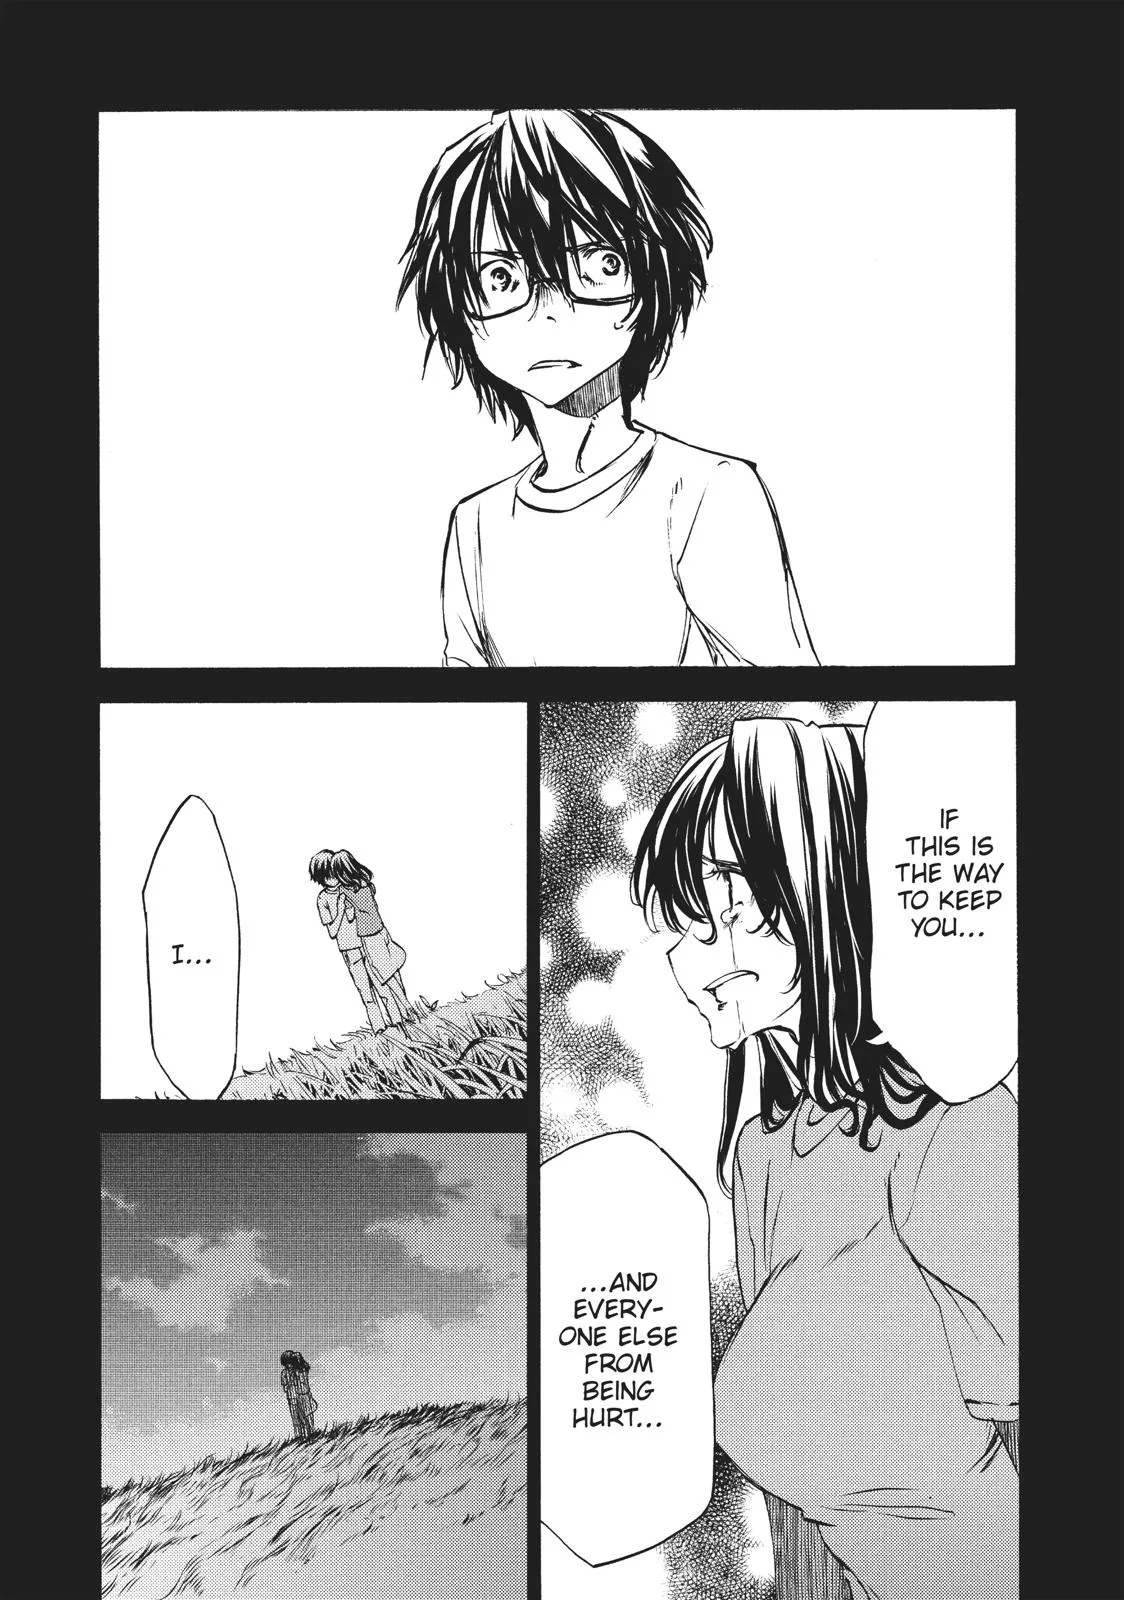 IF
THIS IS
THE WAY
TO KEEP
YOU...
...AND
EVERY-
ONE ELSE
FROM
BEING
HURT...
I...